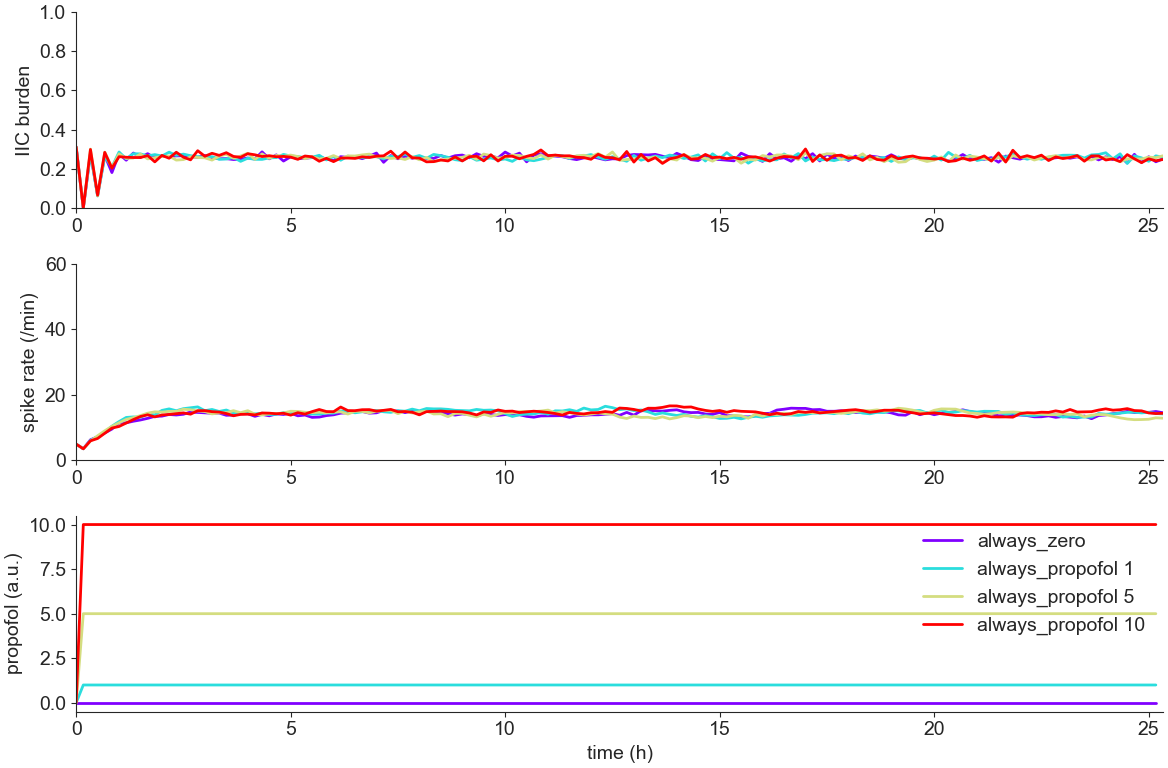 1.0
0.8
0.6
0.4
0.2
0.0
IIC burden
0 5 10 15 20 25
60
40
20
0
spike rate (/min)
0 5 10 15 20 25
10.0
7.5
5.0
2.5
0.0
propofol (a.u.)
always_zero
always_propofol 1
always_propofol 5
always_propofol 10
0 5 10 15 20 25
time (h)